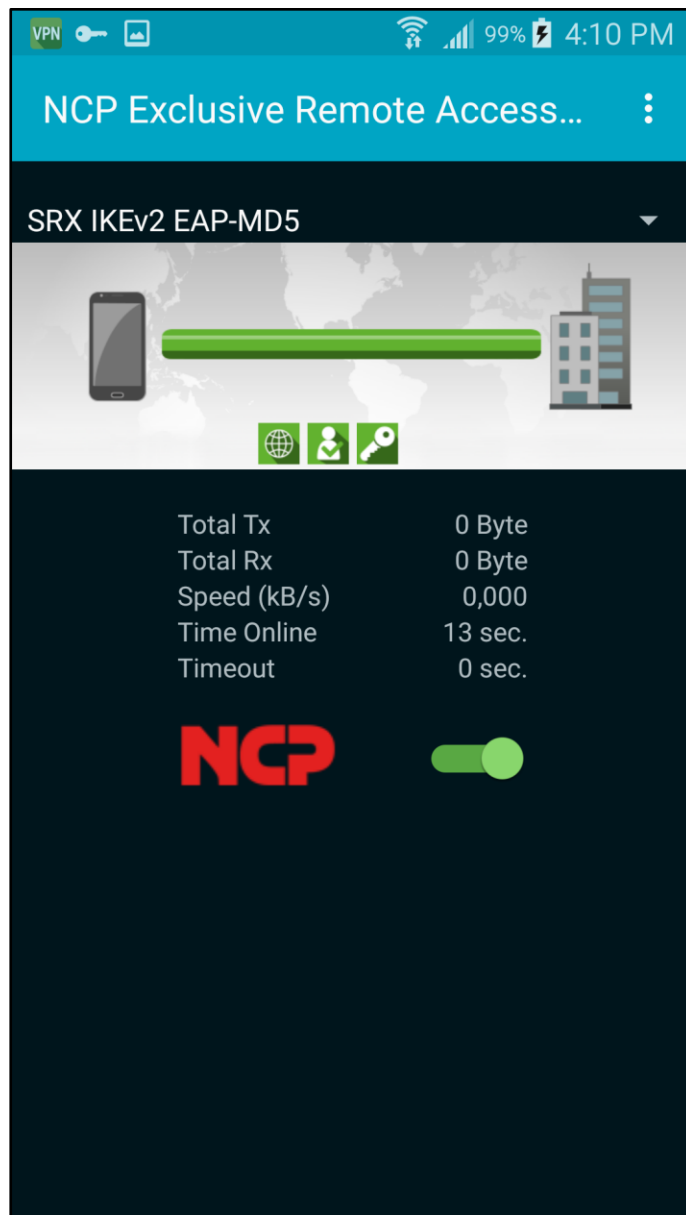 VPN 99% 4:10 PM
NCP Exclusive Remote Access...
SRX IKEv2 EAP-MD5
Total Tx 0 Byte
Total Rx 0 Byte
Speed (kB/s) 0,000
Time Online 13 sec.
Timeout 0 sec.
NCP